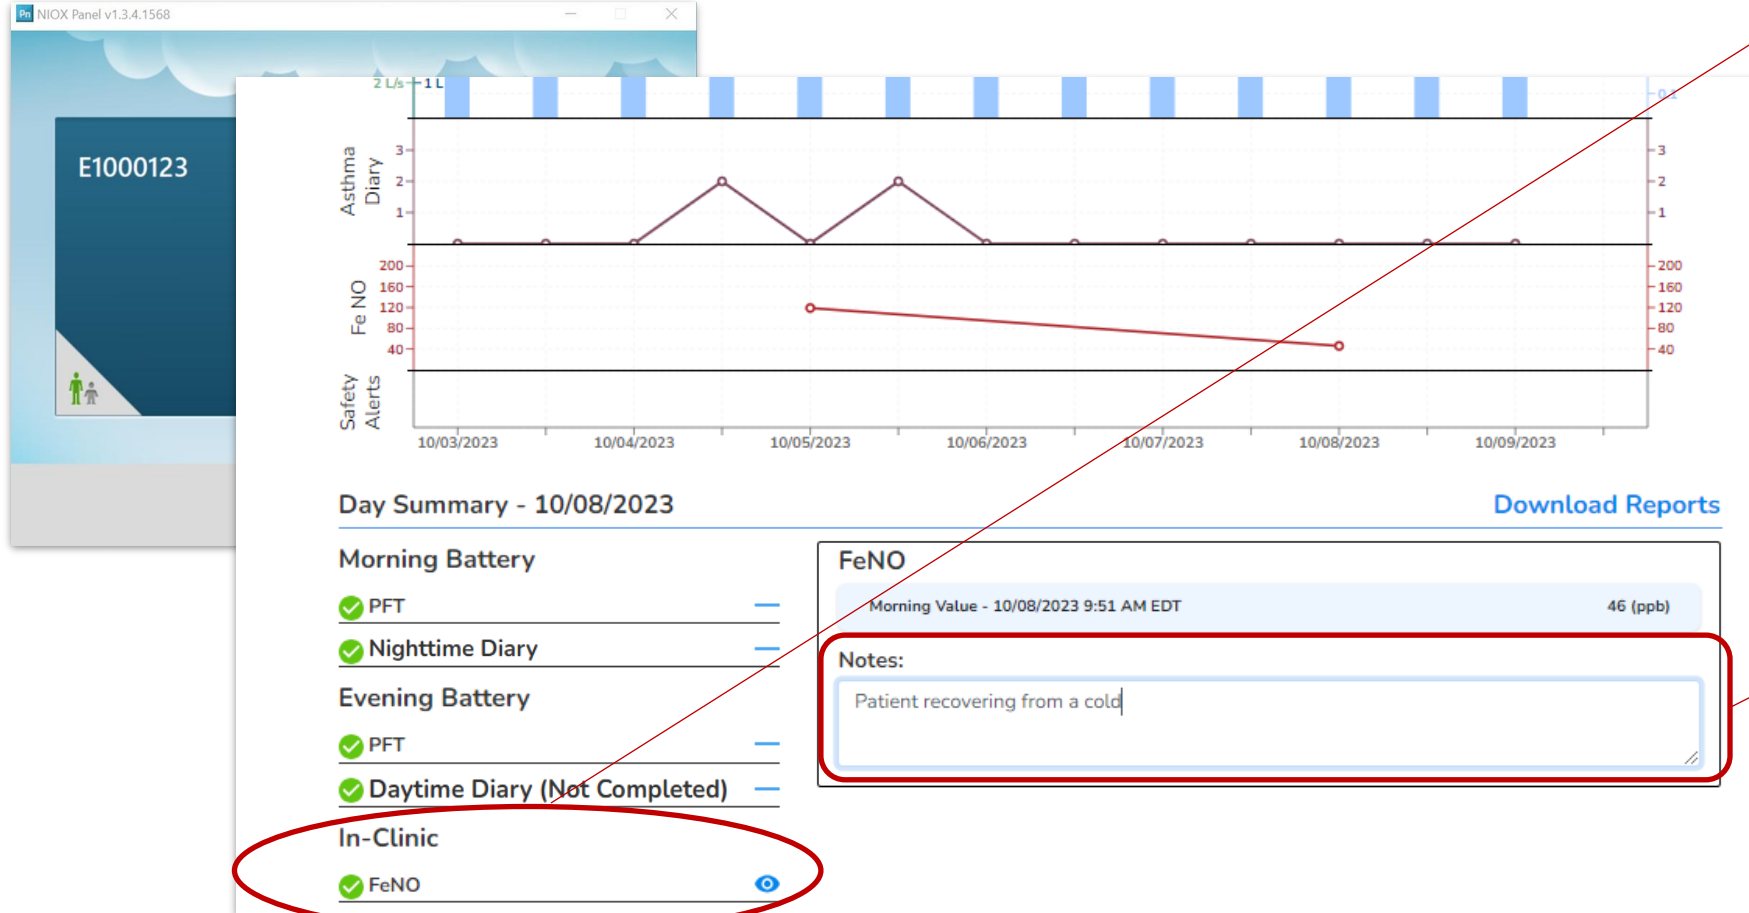 Pn NIOX Panel v1.3.4.1568
E1000123
2 L/s 1 L 0.1
Asthma Diary
3 3
2 2
1 1
Fe NO
200 200
160 160
120 120
80 80
40 40
Safety Alerts
10/03/2023 10/04/2023 10/05/2023 10/06/2023 10/07/2023 10/08/2023 10/09/2023
Day Summary - 10/08/2023 Download Reports
Morning Battery
PFT
Nighttime Diary
Evening Battery
PFT
Daytime Diary (Not Completed)
In-Clinic
FeNO
FeNO
Morning Value - 10/08/2023 9:51 AM EDT 46 (ppb)
Notes:
Patient recovering from a cold